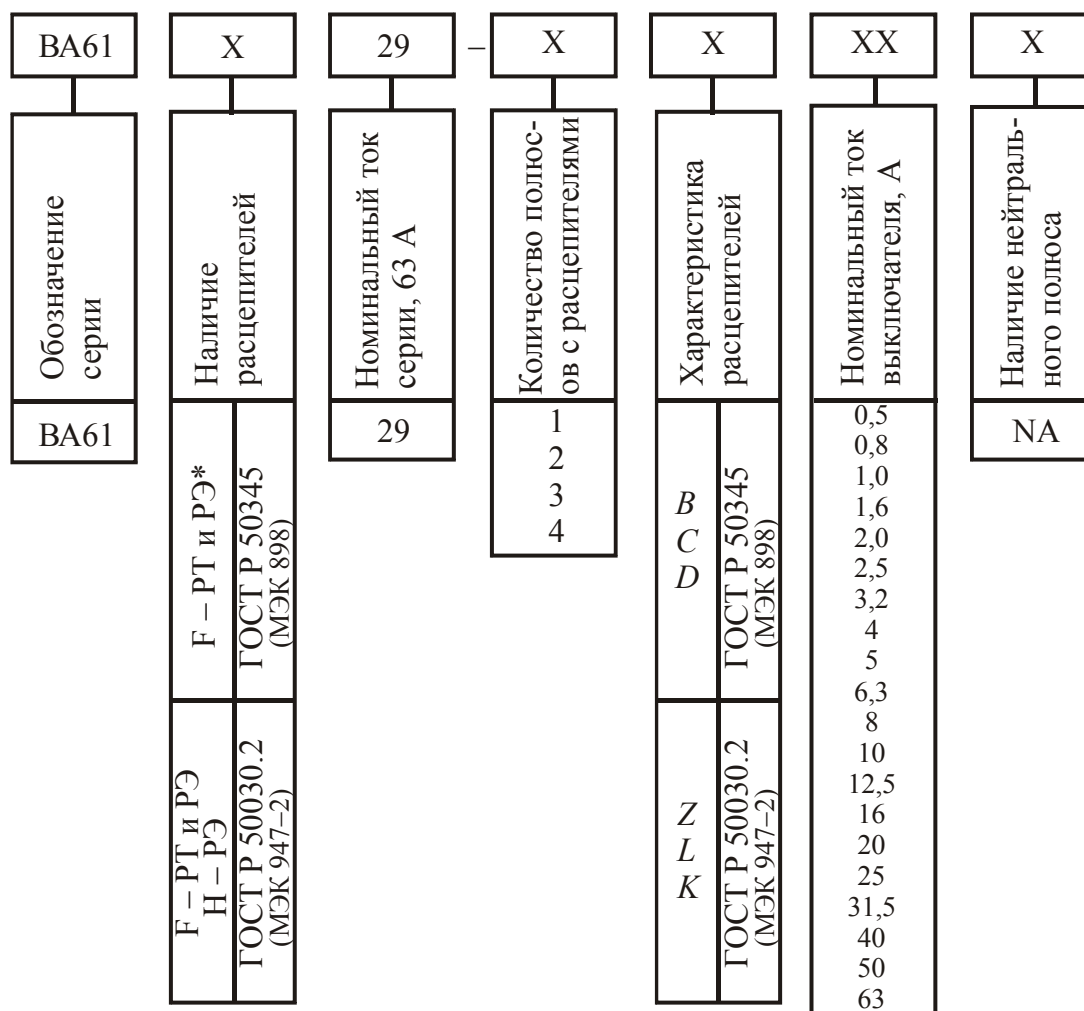 ВА61 Х 29 – Х Х ХХ Х
Обозначение
серии
Наличие
расцепителей
Номинальный ток
серии, 63 А
Количество полюс-
ов с расцепителями
Характеристика
расцепителей
Номинальный ток
выключателя, А
Наличие нейтраль-
ного полюса
ВА61
F – РТ и РЭ*
ГОСТ Р 50345
(МЭК 898)
F – РТ и РЭ
Н – РЭ
ГОСТ Р 50030.2
(МЭК 947–2)
29
1
2
3
4
B
C
D
ГОСТ Р 50345
(МЭК 898)
Z
L
K
ГОСТ Р 50030.2
(МЭК 947–2)
0,5
0,8
1,0
1,6
2,0
2,5
3,2
4
5
6,3
8
10
12,5
16
20
25
31,5
40
50
63
NA